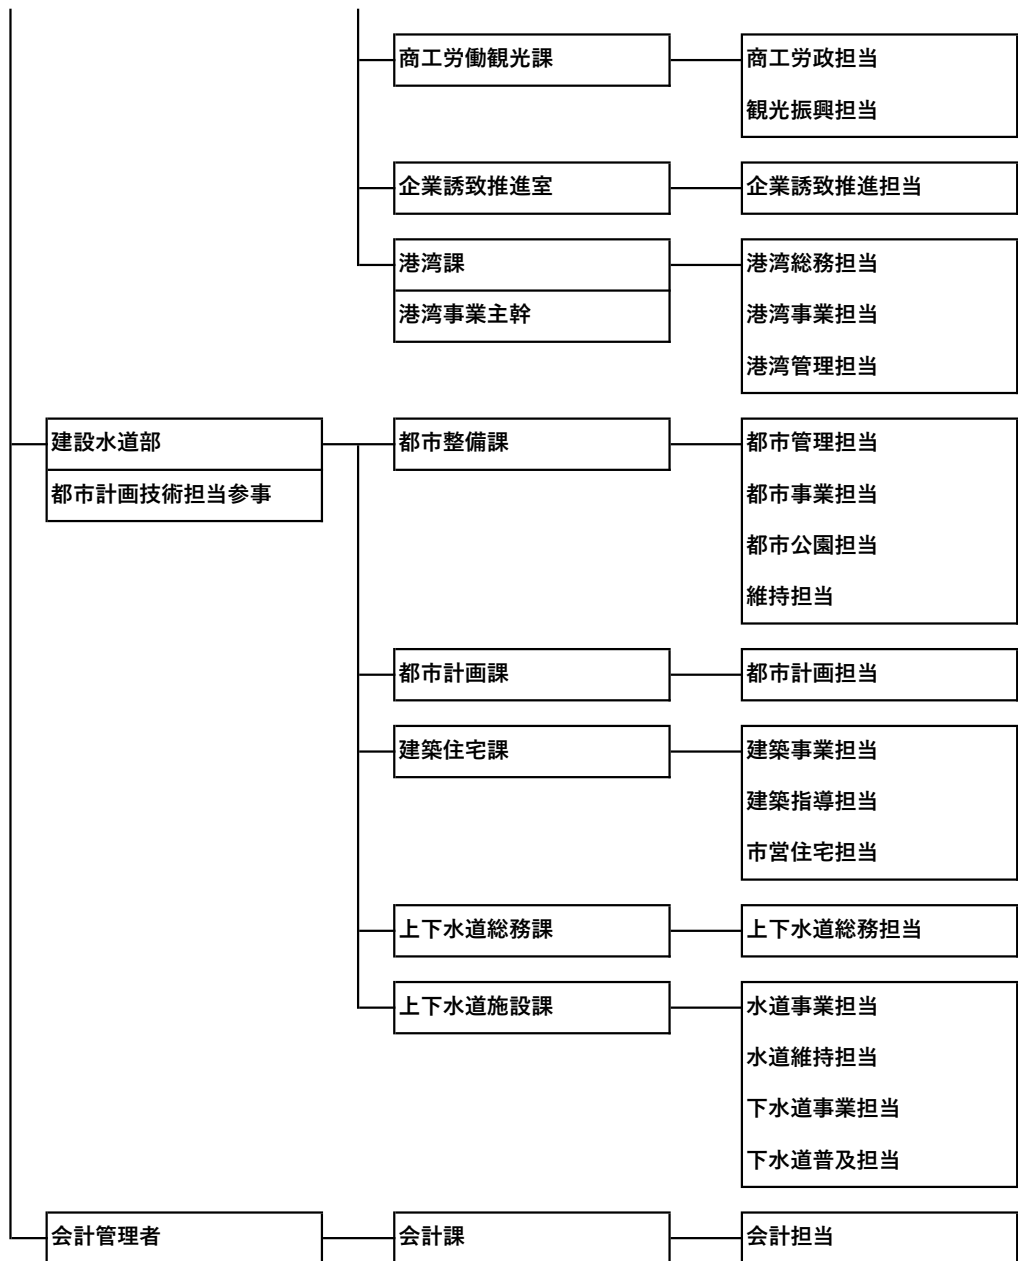 商工労働観光課 商工労政担当
観光振興担当
企業誘致推進室 企業誘致推進担当
港湾課 港湾総務担当
港湾事業主幹 港湾事業担当
港湾管理担当
建設水道部 都市整備課 都市管理担当
都市計画技術担当参事 都市事業担当
都市公園担当
維持担当
都市計画課 都市計画担当
建築住宅課 建築事業担当
建築指導担当
市営住宅担当
上下水道総務課 上下水道総務担当
上下水道施設課 水道事業担当
水道維持担当
下水道事業担当
下水道普及担当
会計管理者 会計課 会計担当